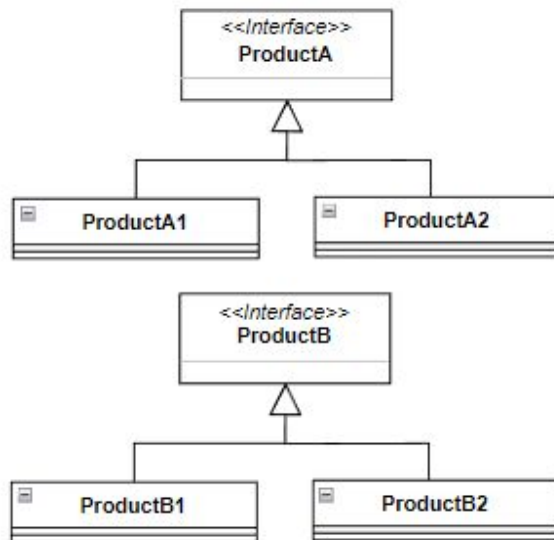 <<Interface>>
ProductA
ProductA1
ProductA2
<<Interface>>
ProductB
ProductB1
ProductB2